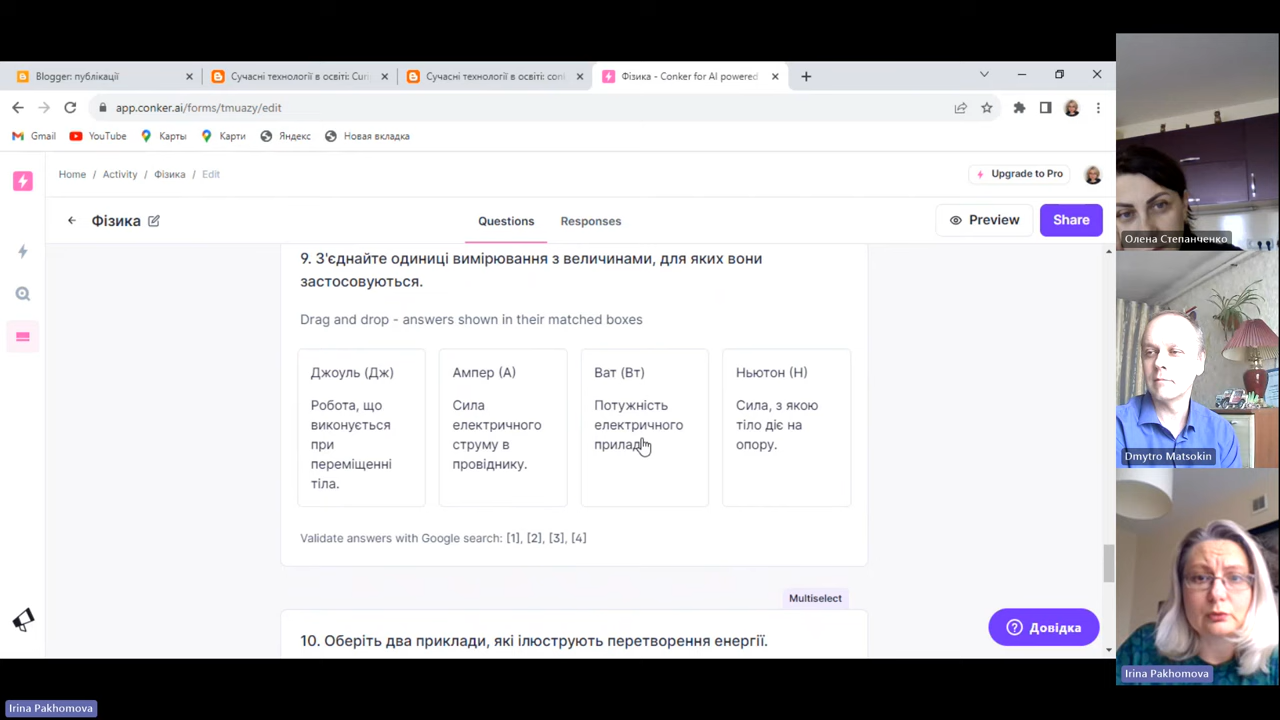 Blogger: публікації
Сучасні технології в освіті: Curi
Сучасні технології в освіті: conk
Фізика - Conker for AI powered
app.conker.ai/forms/tmuazy/edit
Gmail
YouTube
Карты
Карти
Яндекс
Новая вкладка
Home / Activity / Фізика / Edit
Upgrade to Pro
Фізика
Questions
Responses
Preview
Share
9. З'єднайте одиниці вимірювання з величинами, для яких вони
застосовуються.
Drag and drop - answers shown in their matched boxes
Джоуль (Дж)
Робота, що
виконується
при
переміщенні
тіла.
Ампер (А)
Сила
електричного
струму в
провіднику.
Ват (Вт)
Потужність
електричного
приладу
Ньютон (Н)
Сила, з якою
тіло діє на
опору.
Validate answers with Google search: [1], [2], [3], [4]
Multiselect
10. Оберіть два приклади, які ілюструють перетворення енергії.
Довідка
Олена Степанченко
Dmytro Matsokin
Irina Pakhomova
Irina Pakhomova